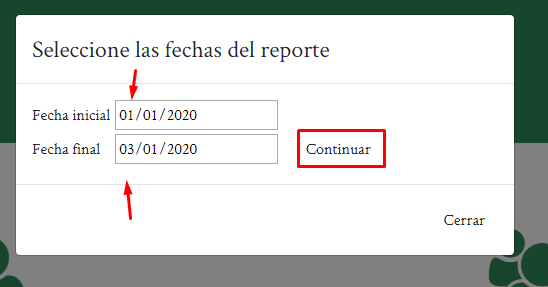 Seleccione las fechas del reporte
Fecha inicial 01/01/2020
Fecha final 03/01/2020 Continuar
Cerrar